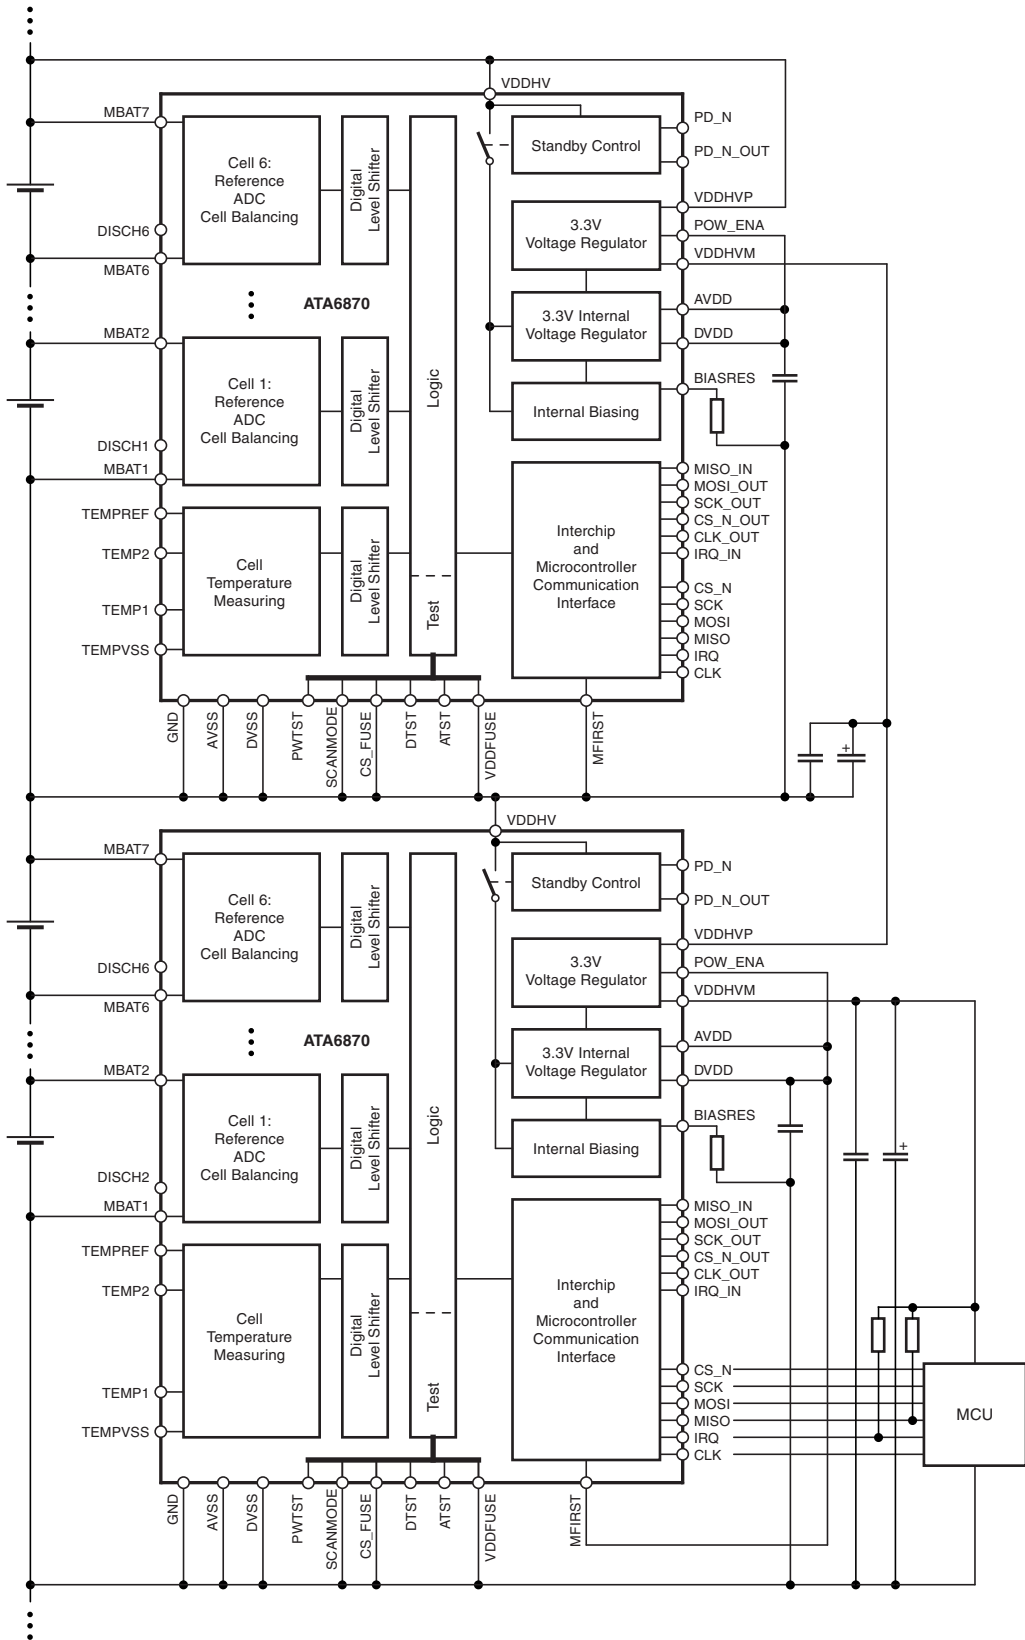 VDDHV
MBAT7
PD_N
Cell 6:
Reference
ADC
Cell Balancing
Digital
Level Shifter
Standby Control
PD_N_OUT
VDDHVP
DISCH6
3.3V
Voltage Regulator
POW_ENA
MBAT6
VDDHVM
ATA6870
AVDD
3.3V Internal
Voltage Regulator
MBAT2
DVDD
Cell 1:
Reference
ADC
Cell Balancing
Digital
Level Shifter
Logic
BIASRES
Internal Biasing
DISCH1
MBAT1
MISO_IN
MOSI_OUT
SCK_OUT
CS_N_OUT
CLK_OUT
IRQ_IN
TEMPREF
TEMP2
Cell
Temperature
Measuring
Digital
Level Shifter
Interchip
and
Microcontroller
Communication
Interface
CS_N
SCK
MOSI
MISO
IRQ
CLK
TEMP1
Test
TEMPVSS
GND
AVSS
DVSS
PWTST
SCANMODE
CS_FUSE
DTST
ATST
VDDFUSE
MFIRST
+
VDDHV
MBAT7
PD_N
Cell 6:
Reference
ADC
Cell Balancing
Digital
Level Shifter
Standby Control
PD_N_OUT
VDDHVP
DISCH6
3.3V
Voltage Regulator
POW_ENA
MBAT6
VDDHVM
ATA6870
AVDD
3.3V Internal
Voltage Regulator
MBAT2
DVDD
Cell 1:
Reference
ADC
Cell Balancing
Digital
Level Shifter
Logic
BIASRES
Internal Biasing
+
DISCH2
MBAT1
MISO_IN
MOSI_OUT
SCK_OUT
CS_N_OUT
CLK_OUT
IRQ_IN
TEMPREF
TEMP2
Cell
Temperature
Measuring
Digital
Level Shifter
Interchip
and
Microcontroller
Communication
Interface
CS_N
SCK
MOSI
MISO
IRQ
CLK
MCU
TEMP1
Test
TEMPVSS
GND
AVSS
DVSS
PWTST
SCANMODE
CS_FUSE
DTST
ATST
VDDFUSE
MFIRST